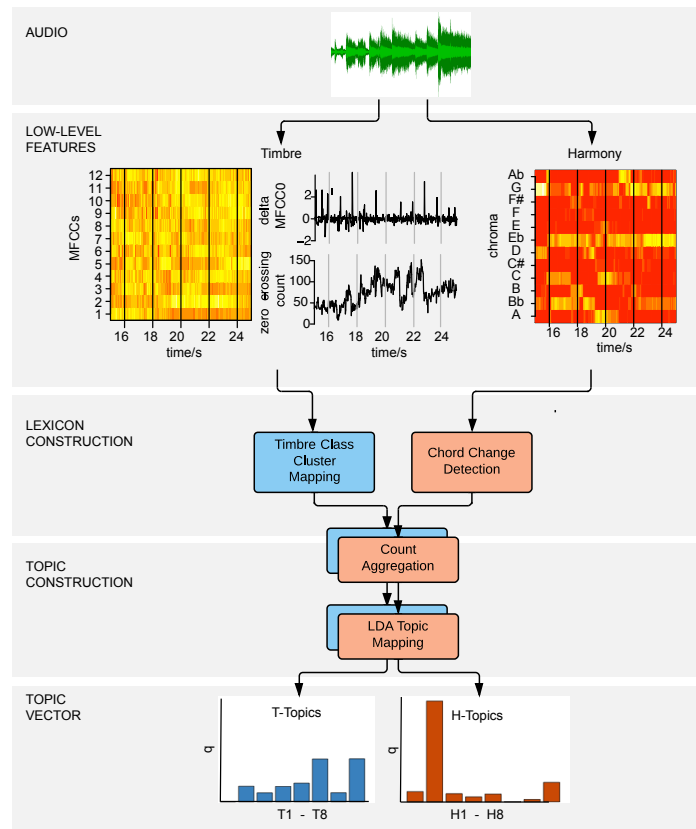 AUDIO
LOW-LEVEL
FEATURES
Timbre
Harmony
MFCCs
12
11
10
9
8
7
6
5
4
3
2
1
16 18 20 22 24
time/s
delta
MFCC0
2
0
−2
zero crossing
count
150
100
50
0
16 18 20 22 24
time/s
chroma
Ab
G
F#
F
E
Eb
D
C#
C
B
Bb
A
16 18 20 22 24
time/s
LEXICON
CONSTRUCTION
Timbre Class
Cluster
Mapping
Chord Change
Detection
TOPIC
CONSTRUCTION
Count
Aggregation
LDA Topic
Mapping
TOPIC
VECTOR
T-Topics
q
T1 - T8
H-Topics
q
H1 - H8